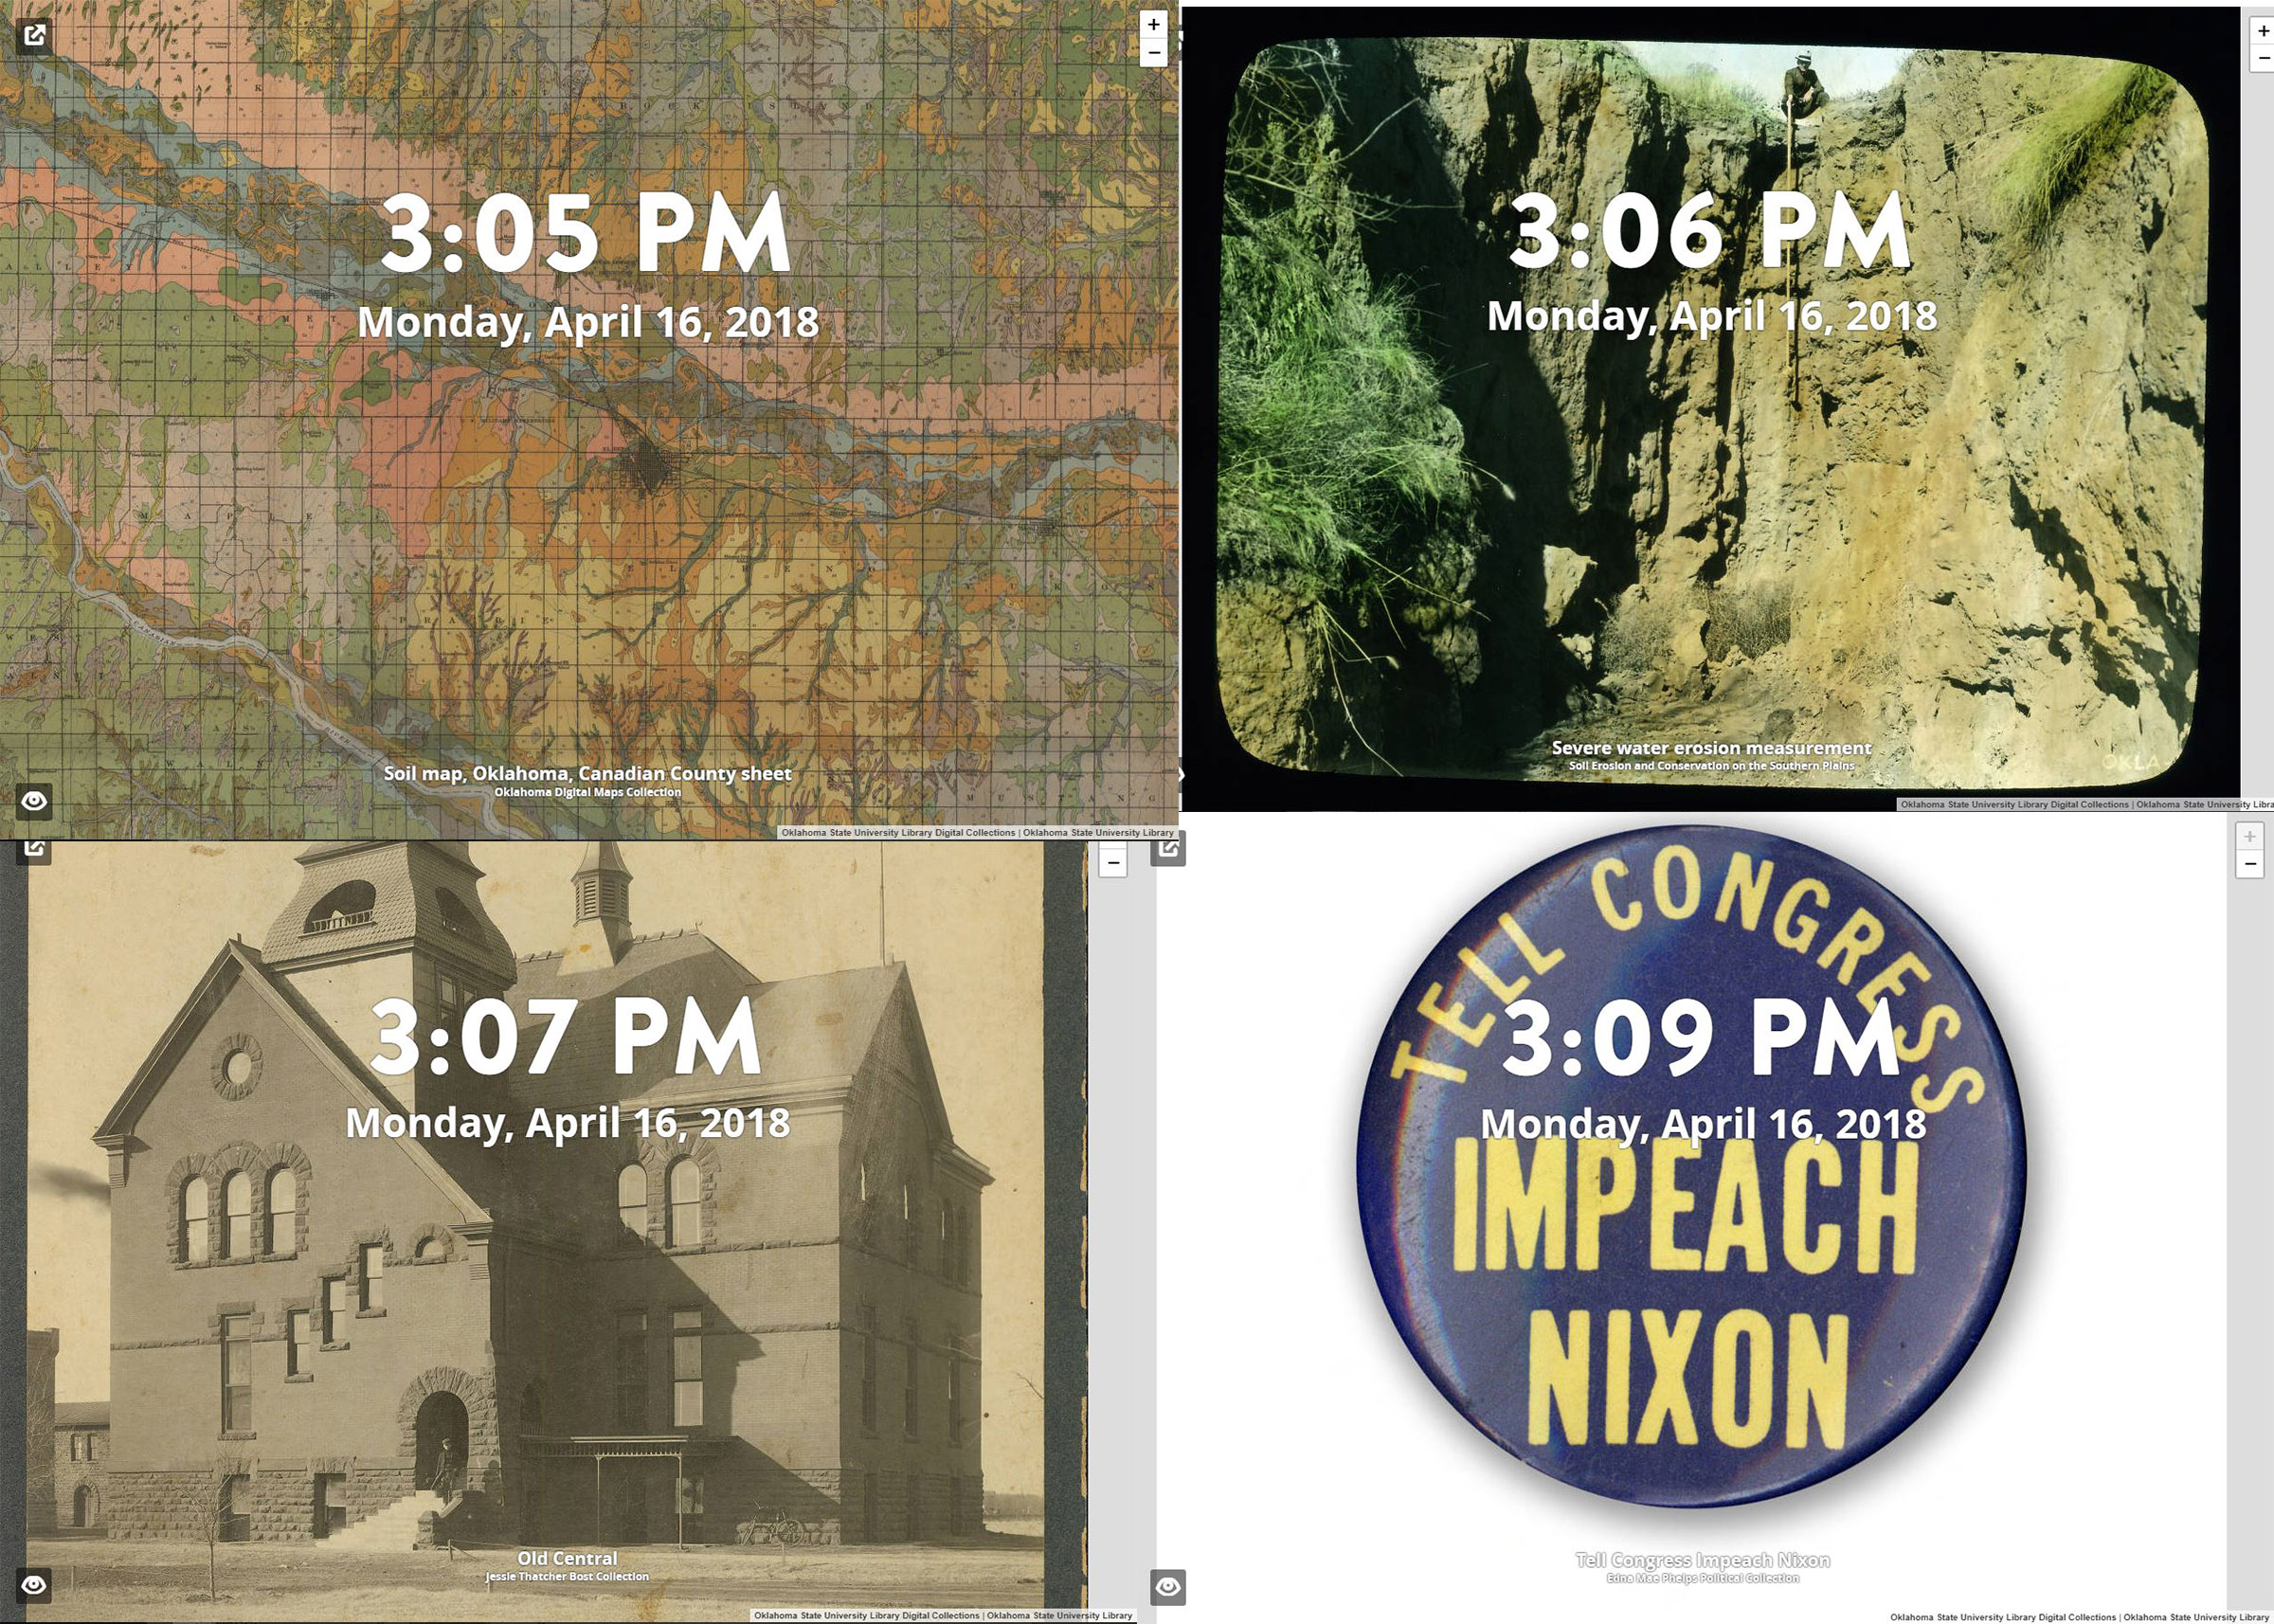 +
−
3:05 PM
Monday, April 16, 2018
CANADIAN
RIVER
PRAIRIE
MUSTANG
Soil map, Oklahoma, Canadian County sheet
Oklahoma Digital Maps Collection
Oklahoma State University Library Digital Collections | Oklahoma State University Library
+
−
3:06 PM
Monday, April 16, 2018
OKLA
Severe water erosion measurement
Soil Erosion and Conservation on the Southern Plains
Oklahoma State University Library Digital Collections | Oklahoma State University Libra
−
3:07 PM
Monday, April 16, 2018
Old Central
Jessie Thatcher Bost Collection
Oklahoma State University Library Digital Collections | Oklahoma State University Library
+
−
TELL CONGRESS
3:09 PM
Monday, April 16, 2018
IMPEACH
NIXON
Tell Congress Impeach Nixon
Edna Mae Phelps Political Collection
Oklahoma State University Library Digital Collections | Oklahoma State University Library